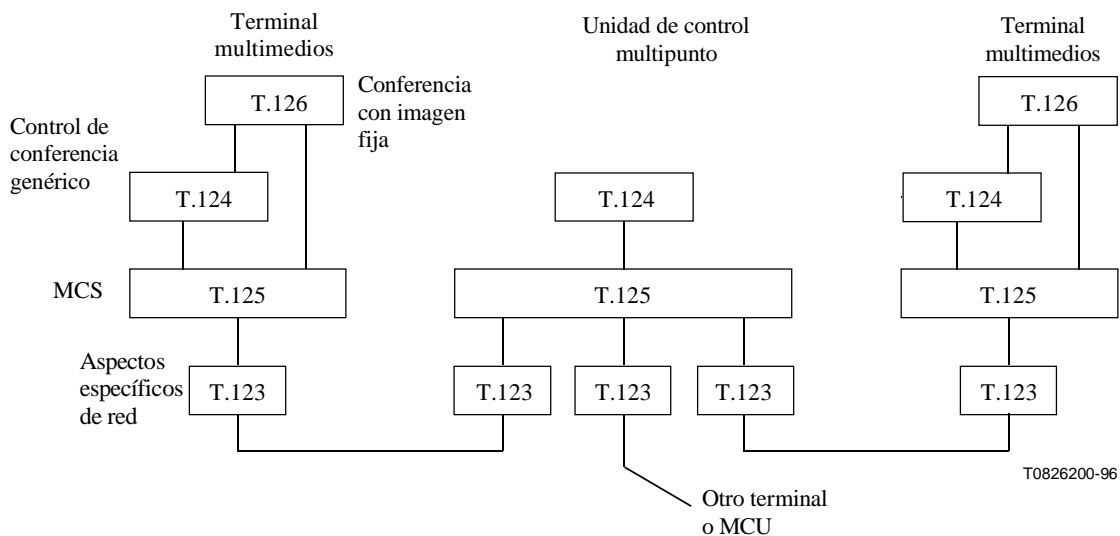 Terminal
multimedios
Unidad de control
multipunto
Terminal
multimedios
T.126
Conferencia
con imagen
fija
T.126
Control de
conferencia
genérico
T.124
T.124
T.124
MCS
T.125
T.125
T.125
Aspectos
específicos
de red
T.123
T.123
T.123
T.123
T.123
T0826200-96
Otro terminal
o MCU